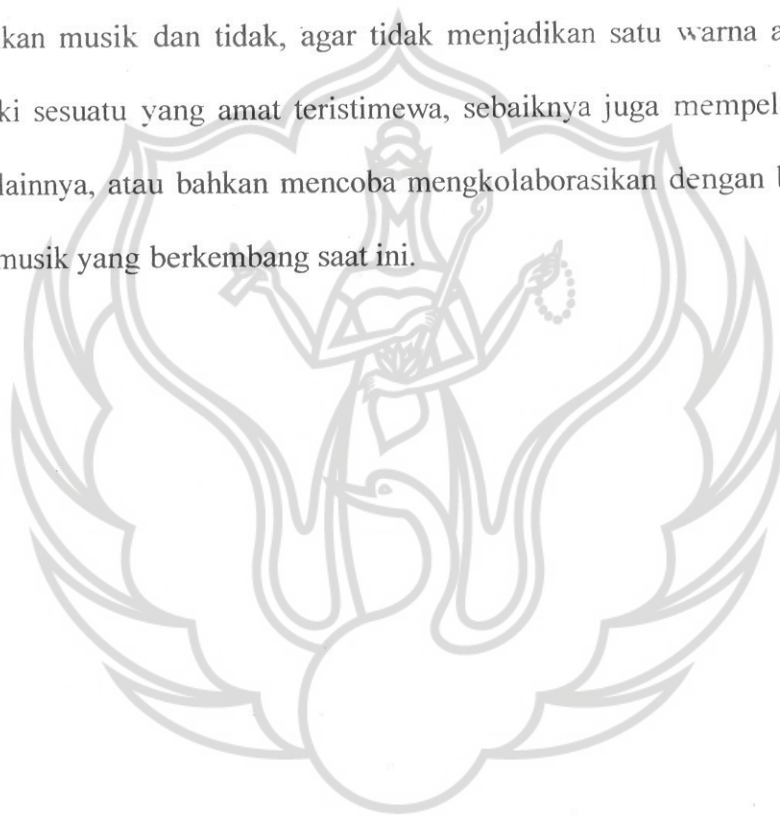 kan musik dan tidak, agar tidak menjadikan satu warna a
ki sesuatu yang amat teristimewa, sebaiknya juga mempel
lainnya, atau bahkan mencoba mengkolaborasikan dengan
musik yang berkembang saat ini.